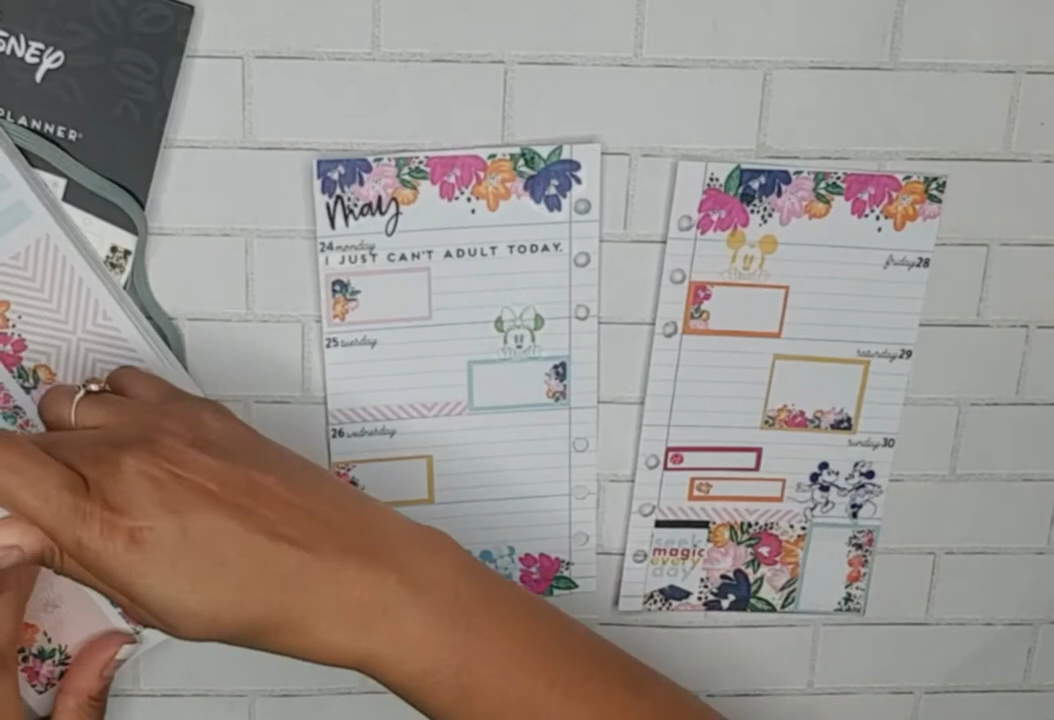 PLANNER
May
24 monday
I JUST CAN'T ADULT TODAY.
25 tuesday
26 wednesday
friday 28
saturday 29
sunday 30
seek
magic
every
day